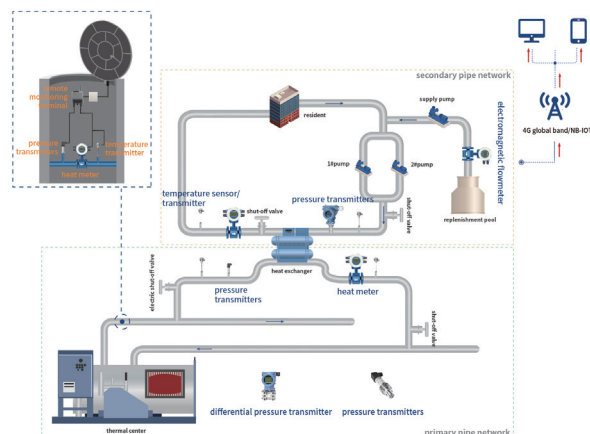 remote
monitoring
terminal
pressure
transmitters
temperature
transmitter
heat meter
secondary pipe network
resident
supply pump
electromagnetic flowmeter
1#pump
2#pump
replenishment pool
temperature sensor/
transmitter
shut-off valve
pressure transmitters
shut-off
valve
heat exchanger
electric shut-off valve
pressure
transmitters
heat meter
shut-off valve
thermal center
differential pressure transmitter
pressure transmitters
primary pipe network
4G global band/NB-IOT